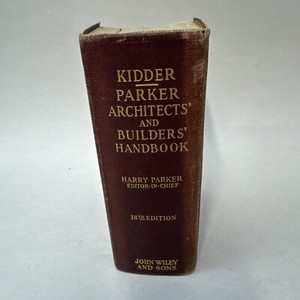 KIDDER
PARKER
ARCHITECTS'
AND
BUILDERS'
HANDBOOK
HARRY PARKER
EDITOR-IN-CHIEF
18TH EDITION
JOHN WILEY
AND SONS